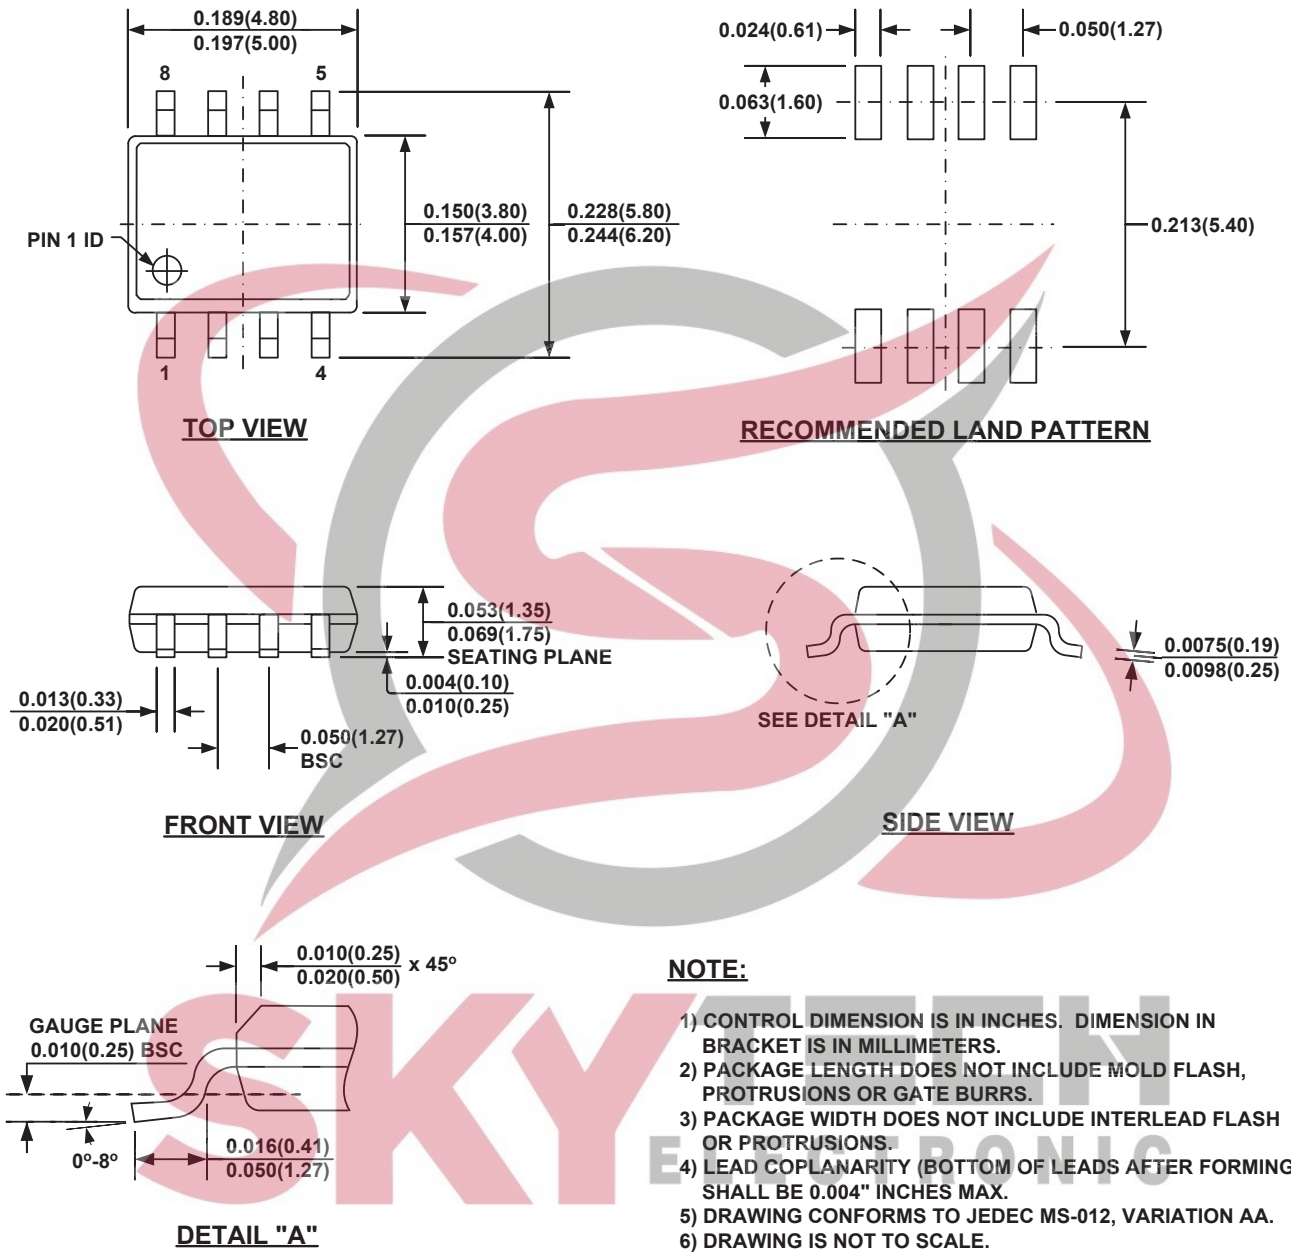 0.189(4.80)
0.197(5.00)
8
5
PIN 1 ID
0.150(3.80)
0.157(4.00)
0.228(5.80)
0.244(6.20)
1
4
TOP VIEW
0.024(0.61)
0.050(1.27)
0.063(1.60)
0.213(5.40)
RECOMMENDED LAND PATTERN
0.053(1.35)
0.069(1.75)
SEATING PLANE
0.004(0.10)
0.010(0.25)
0.013(0.33)
0.020(0.51)
0.050(1.27)
BSC
FRONT VIEW
0.0075(0.19)
0.0098(0.25)
SEE DETAIL "A"
SIDE VIEW
0.010(0.25)
0.020(0.50)
x 45º
GAUGE PLANE
0.010(0.25) BSC
0º-8º
0.016(0.41)
0.050(1.27)
DETAIL "A"
NOTE:
1) CONTROL DIMENSION IS IN INCHES. DIMENSION IN
BRACKET IS IN MILLIMETERS.
2) PACKAGE LENGTH DOES NOT INCLUDE MOLD FLASH,
PROTRUSIONS OR GATE BURRS.
3) PACKAGE WIDTH DOES NOT INCLUDE INTERLEAD FLASH
OR PROTRUSIONS.
4) LEAD COPLANARITY (BOTTOM OF LEADS AFTER FORMING
SHALL BE 0.004" INCHES MAX.
5) DRAWING CONFORMS TO JEDEC MS-012, VARIATION AA.
6) DRAWING IS NOT TO SCALE.
SKYTECH
ELECTRONIC